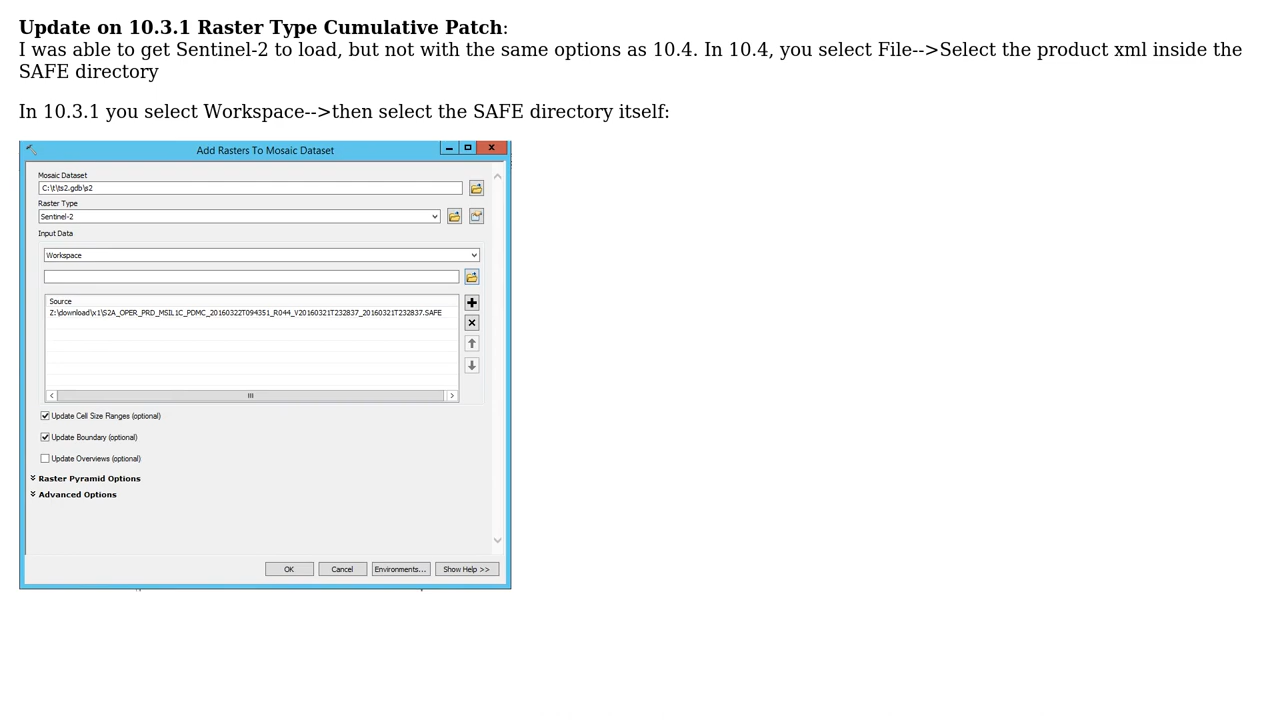 Update on 10.3.1 Raster Type Cumulative Patch:
I was able to get Sentinel-2 to load, but not with the same options as 10.4. In 10.4, you select File-->Select the product xml inside the
SAFE directory
In 10.3.1 you select Workspace-->then select the SAFE directory itself:
Add Rasters To Mosaic Dataset
Mosaic Dataset
C:\t\ts2.gdb\s2
Raster Type
Sentinel-2
Input Data
Workspace
Source
Z:\download\x1\S2A_OPER_PRD_MSIL1C_PDMC_20160322T094351_R044_V20160321T232837_20160321T232837.SAFE
Update Cell Size Ranges (optional)
Update Boundary (optional)
Update Overviews (optional)
Raster Pyramid Options
Advanced Options
OK Cancel Environments... Show Help >>